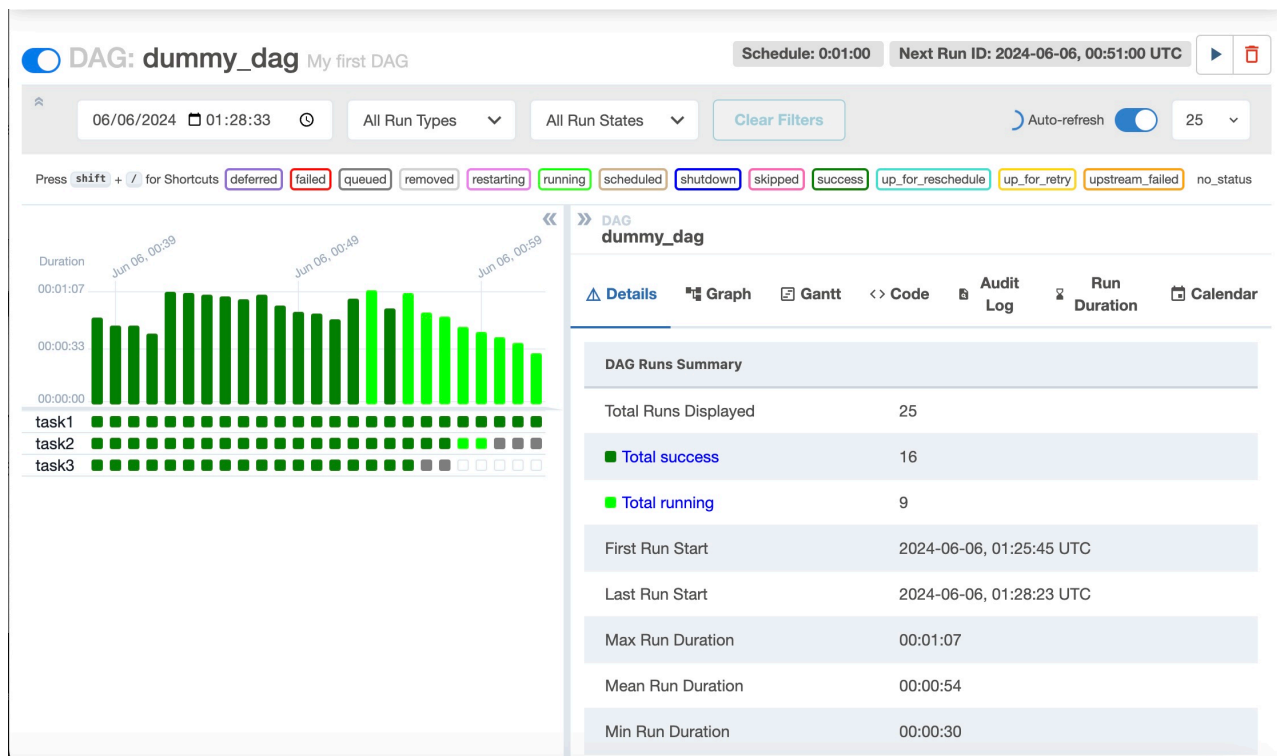 DAG: dummy_dag My first DAG
Schedule: 0:01:00
Next Run ID: 2024-06-06, 00:51:00 UTC
06/06/2024 01:28:33
All Run Types
All Run States
Clear Filters
Auto-refresh
25
Press shift + / for Shortcuts deferred failed queued removed restarting running scheduled shutdown skipped success up_for_reschedule up_for_retry upstream_failed no_status
Duration
Jun 06, 00:39
Jun 06, 00:49
Jun 06, 00:59
00:01:07
00:00:33
00:00:00
task1
task2
task3
DAG
dummy_dag
Details
Graph
Gantt
<> Code
Audit
Log
Run
Duration
Calendar
DAG Runs Summary
Total Runs Displayed 25
Total success 16
Total running 9
First Run Start 2024-06-06, 01:25:45 UTC
Last Run Start 2024-06-06, 01:28:23 UTC
Max Run Duration 00:01:07
Mean Run Duration 00:00:54
Min Run Duration 00:00:30